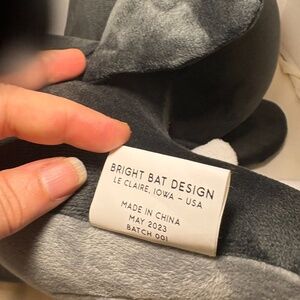 BRIGHT BAT DESIGN
LE CLAIRE, IOWA - USA
MADE IN CHINA
MAY 2023
BATCH 001